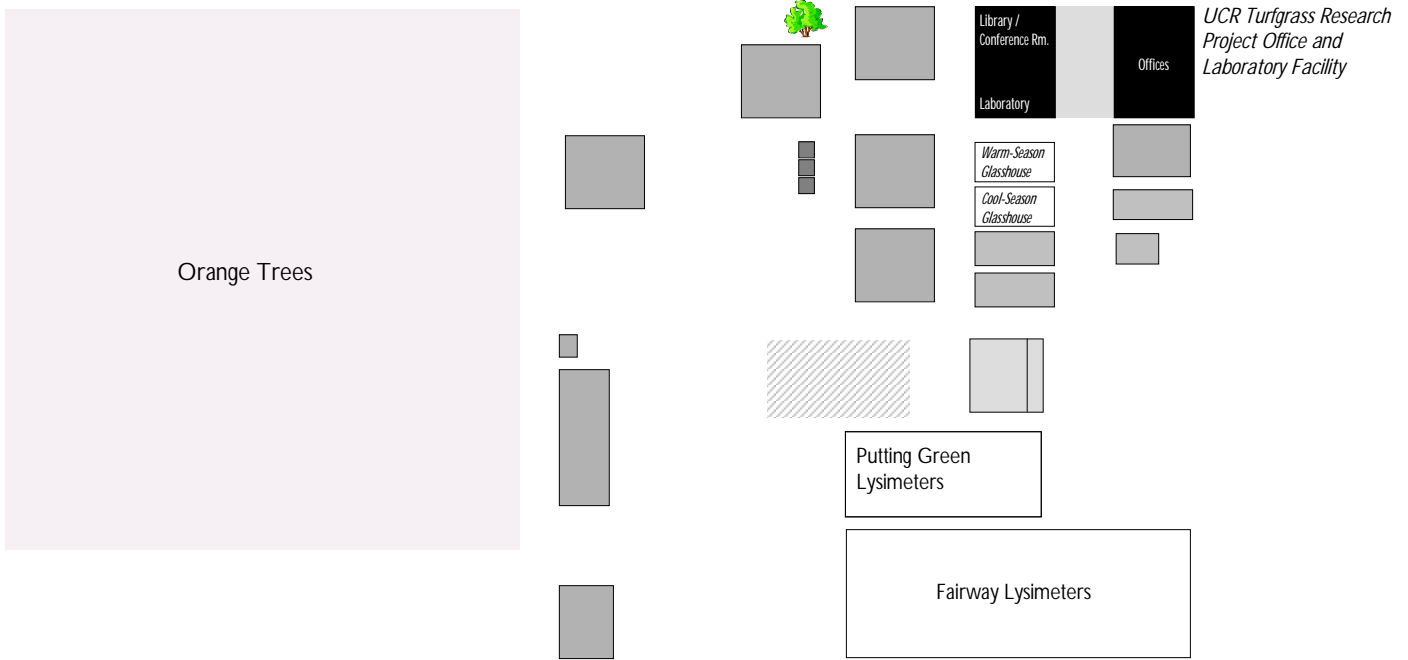 Library /
Conference Rm.
Laboratory
Offices
UCR Turfgrass Research
Project Office and
Laboratory Facility
Warm-Season
Glasshouse
Cool-Season
Glasshouse
Orange Trees
Putting Green
Lysimeters
Fairway Lysimeters